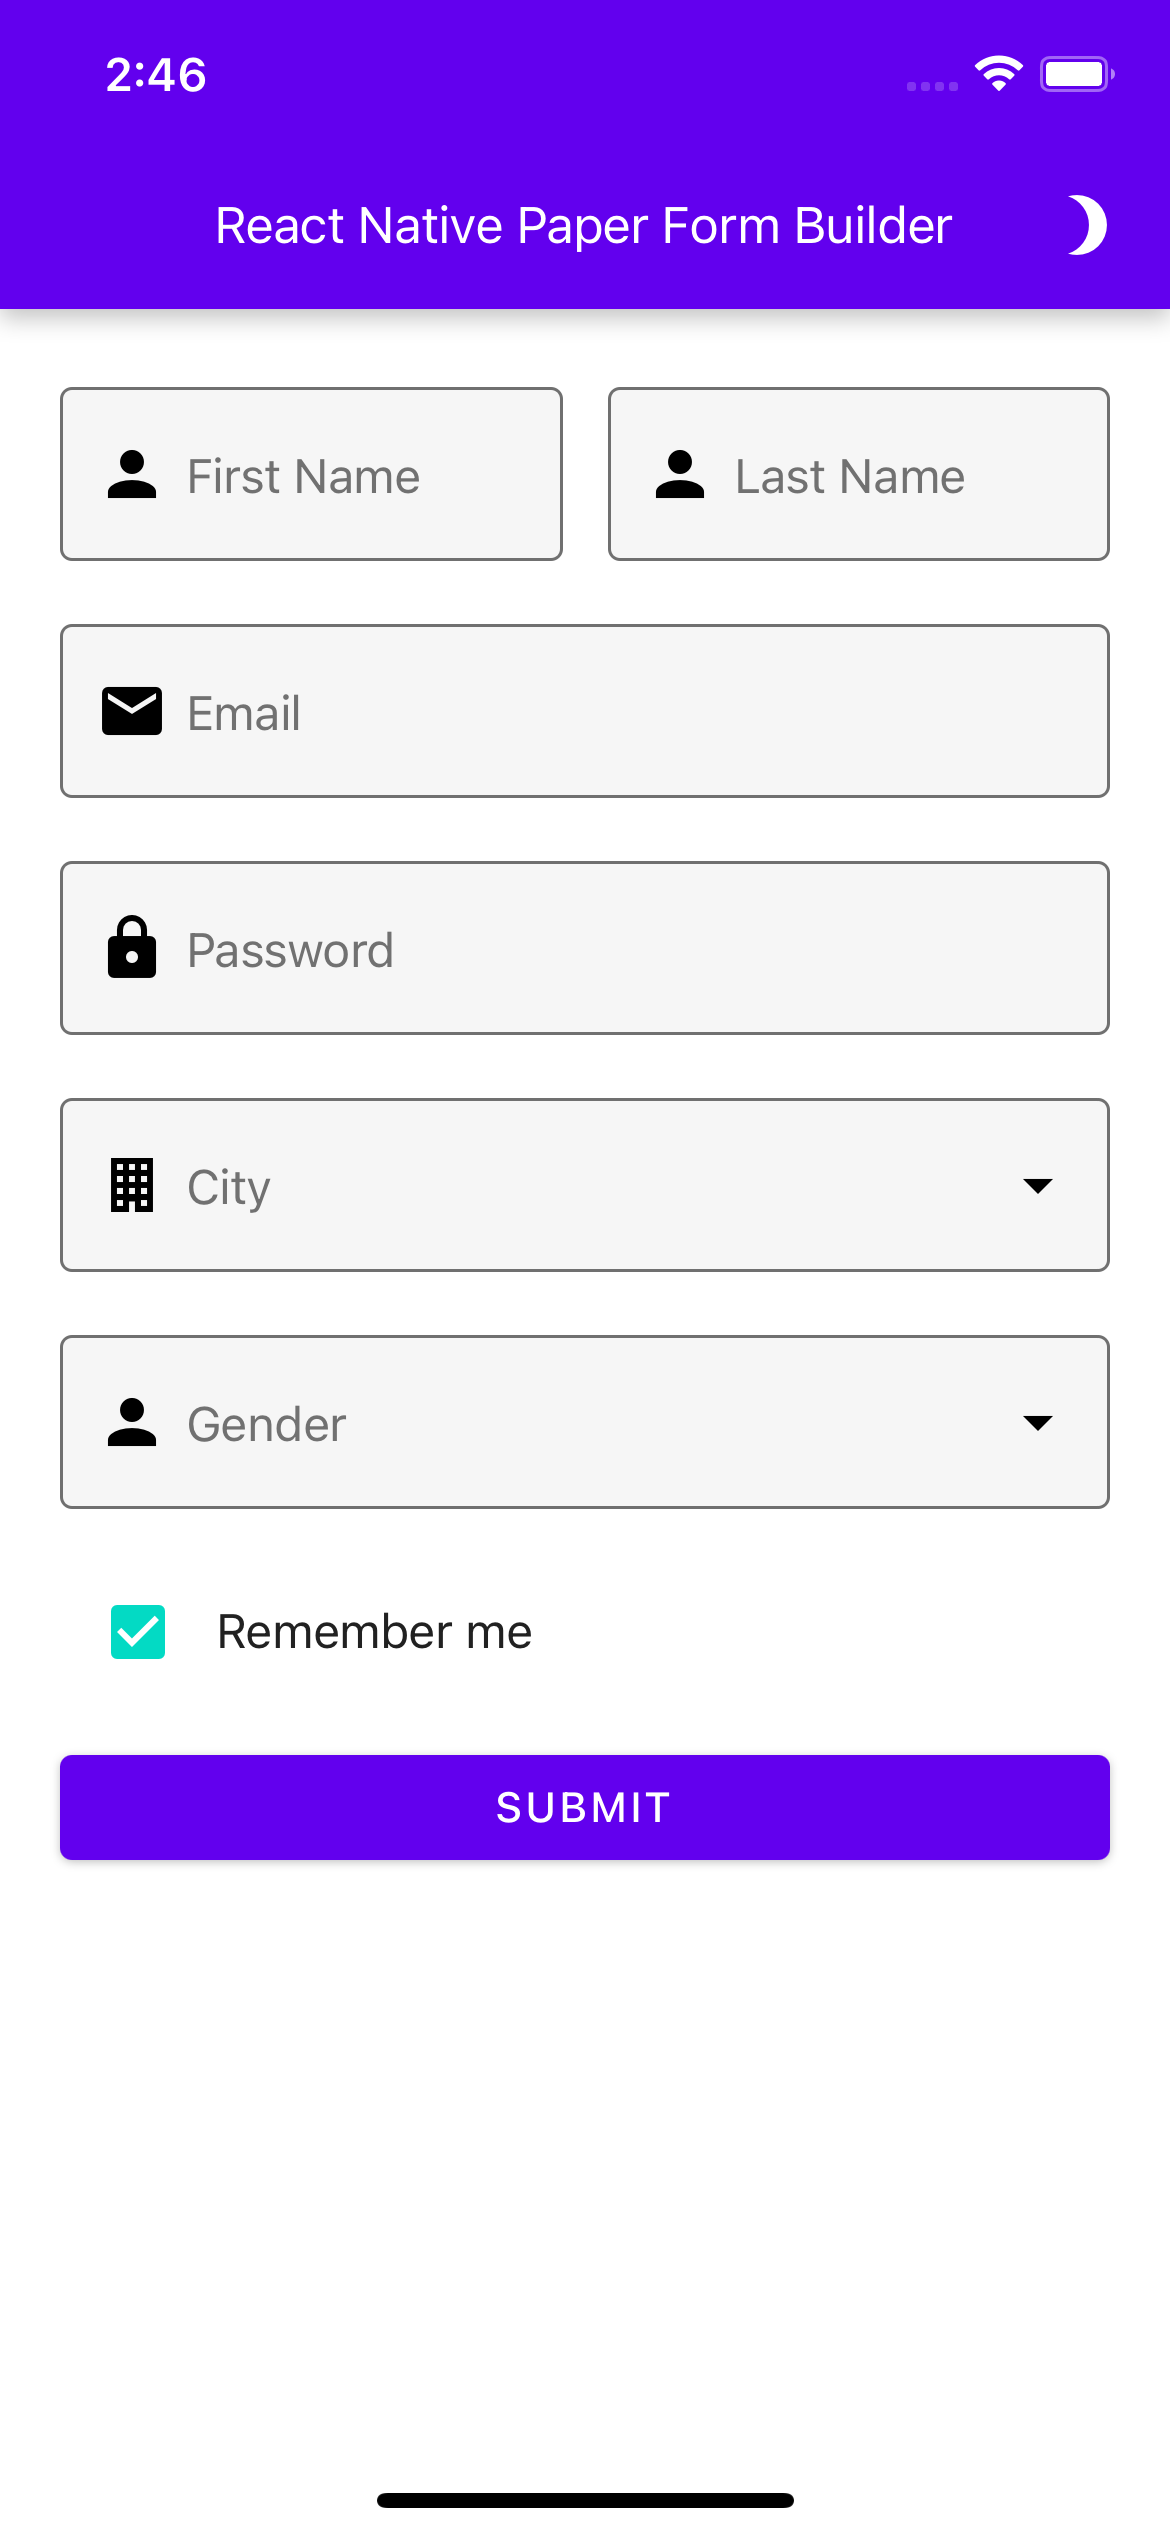 2:46
React Native Paper Form Builder
First Name
Last Name
Email
Password
City
Gender
Remember me
SUBMIT